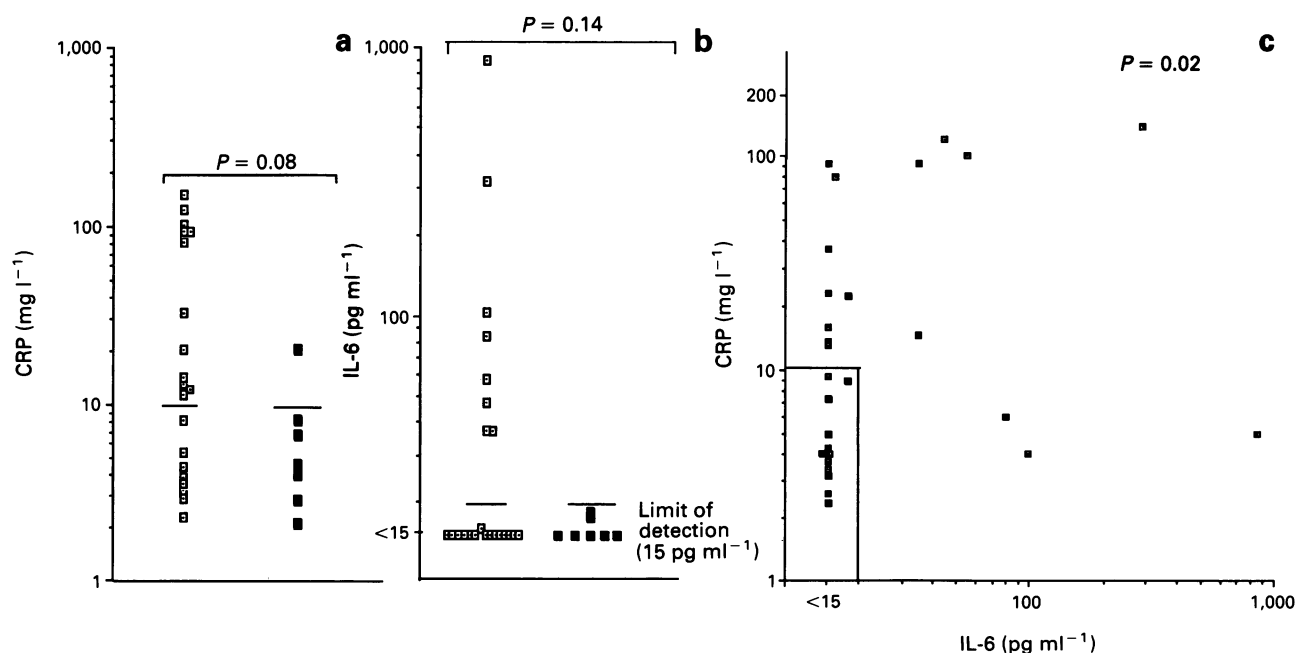 a
1,000
100
10
1
CRP (mg l⁻¹)
P = 0.08
b
1,000
100
<15
IL-6 (pg ml⁻¹)
P = 0.14
Limit of
detection
(15 pg ml⁻¹)
c
200
100
10
1
CRP (mg l⁻¹)
P = 0.02
<15
100
1,000
IL-6 (pg ml⁻¹)